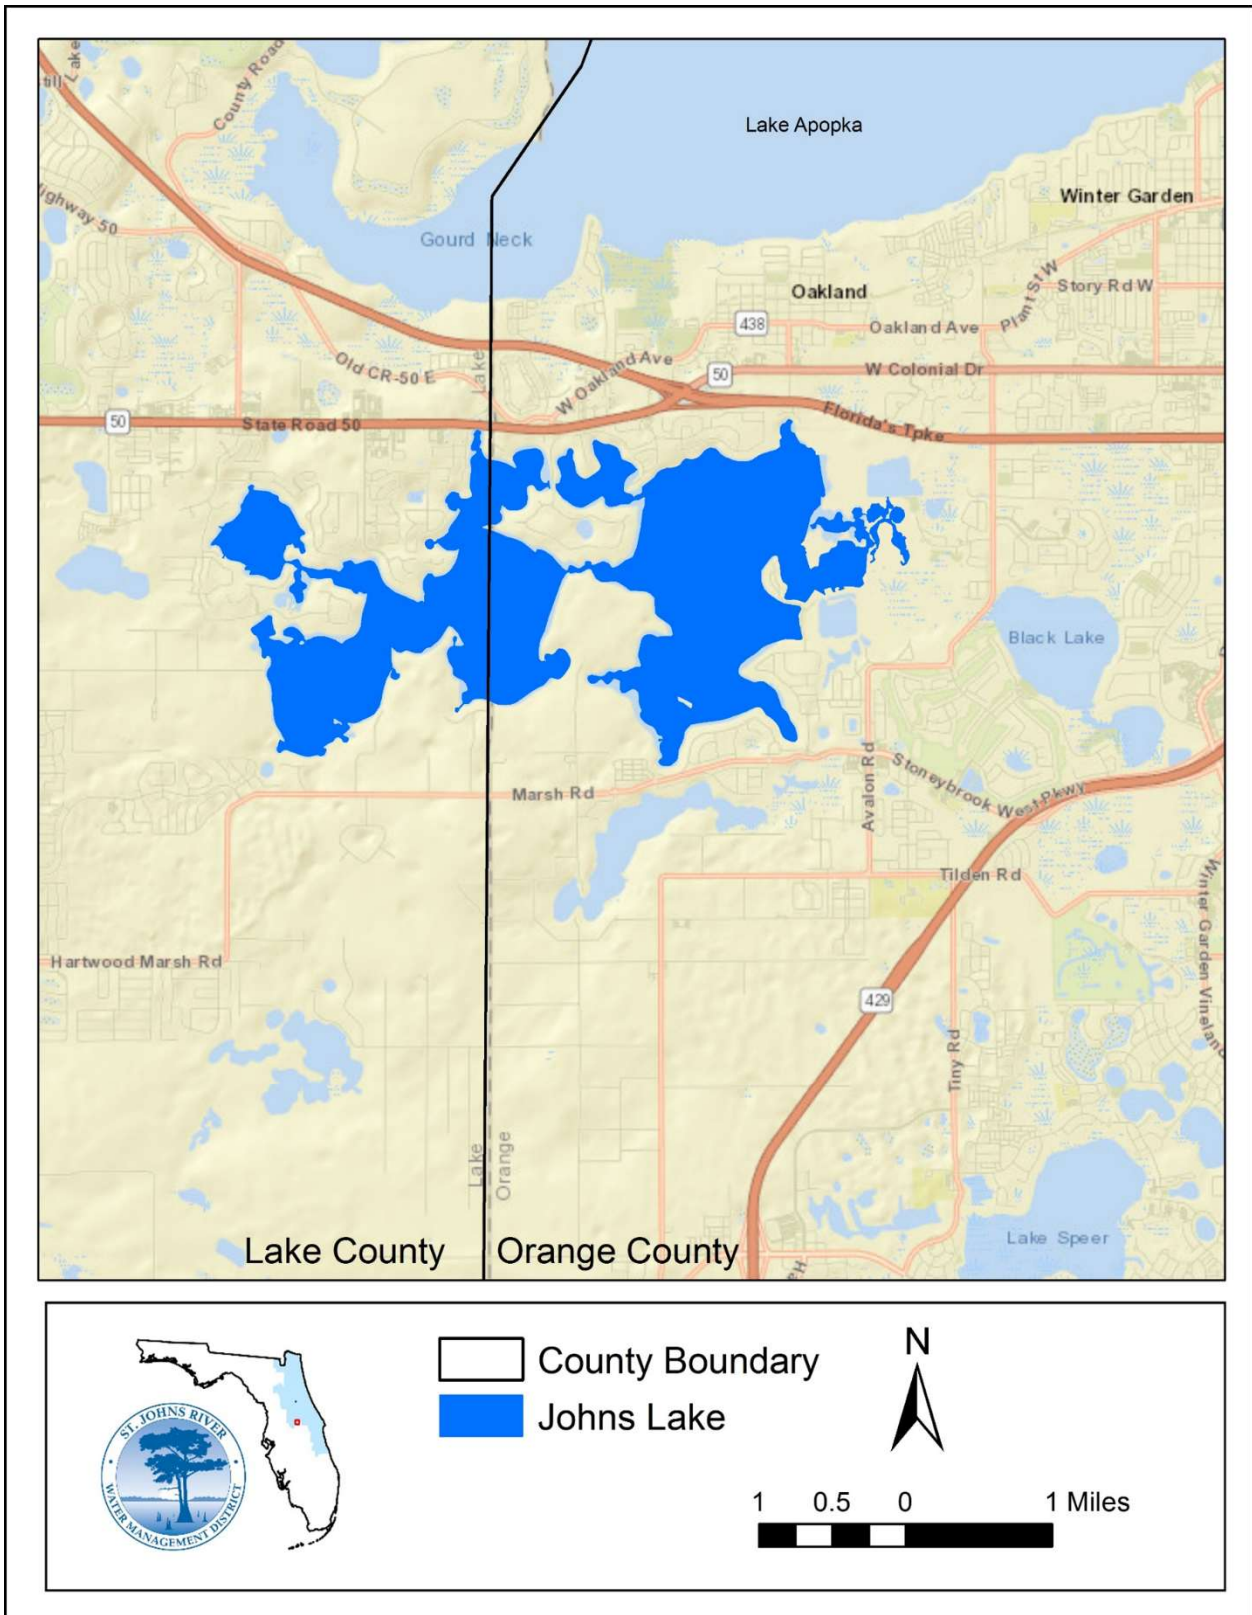 Lake
till
County Road
Lake Apopka
Highway 50
Winter Garden
Gourd Neck
Oakland
Story Rd W
Plant St W
438
Oakland Ave
Old CR-50 E
Lake
W Oakland Ave
50
W Colonial Dr
50
State Road 50
Florida's Tpke
Black Lake
Marsh Rd
Avalon Rd
Stoneybrook West Pkwy
Tilden Rd
Winter Garden Vineland
Hartwood Marsh Rd
429
Tiny Rd
Lake
Orange
Lake Speer
Lake County
Orange County
Ha
ST. JOHNS RIVER
WATER MANAGEMENT DISTRICT
County Boundary
Johns Lake
N
1 0.5 0 1 Miles